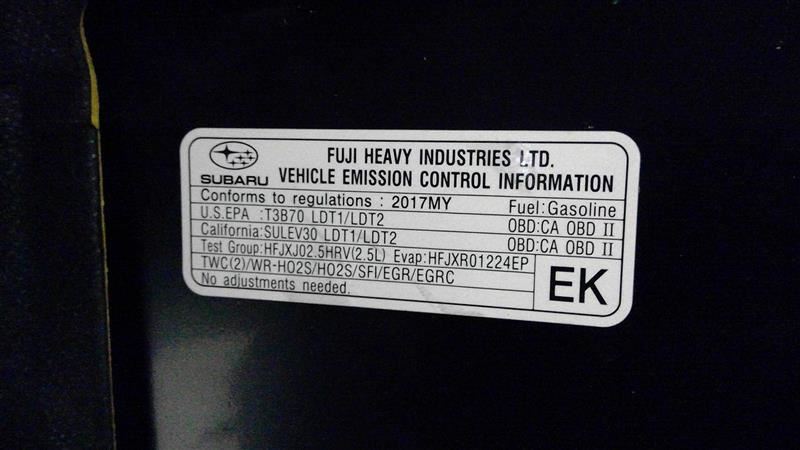 SUBARU
FUJI HEAVY INDUSTRIES LTD.
VEHICLE EMISSION CONTROL INFORMATION
Conforms to regulations : 2017MY Fuel:Gasoline
U.S.EPA :T3B70 LDT1/LDT2 OBD:CA OBD II
California:SULEV30 LDT1/LDT2 OBD:CA OBD II
Test Group:HFJXJ02.5HRV(2.5L) Evap:HFJXR01224EP
TWC(2)/WR-HO2S/HO2S/SFI/EGR/EGRC
No adjustments needed.
EK